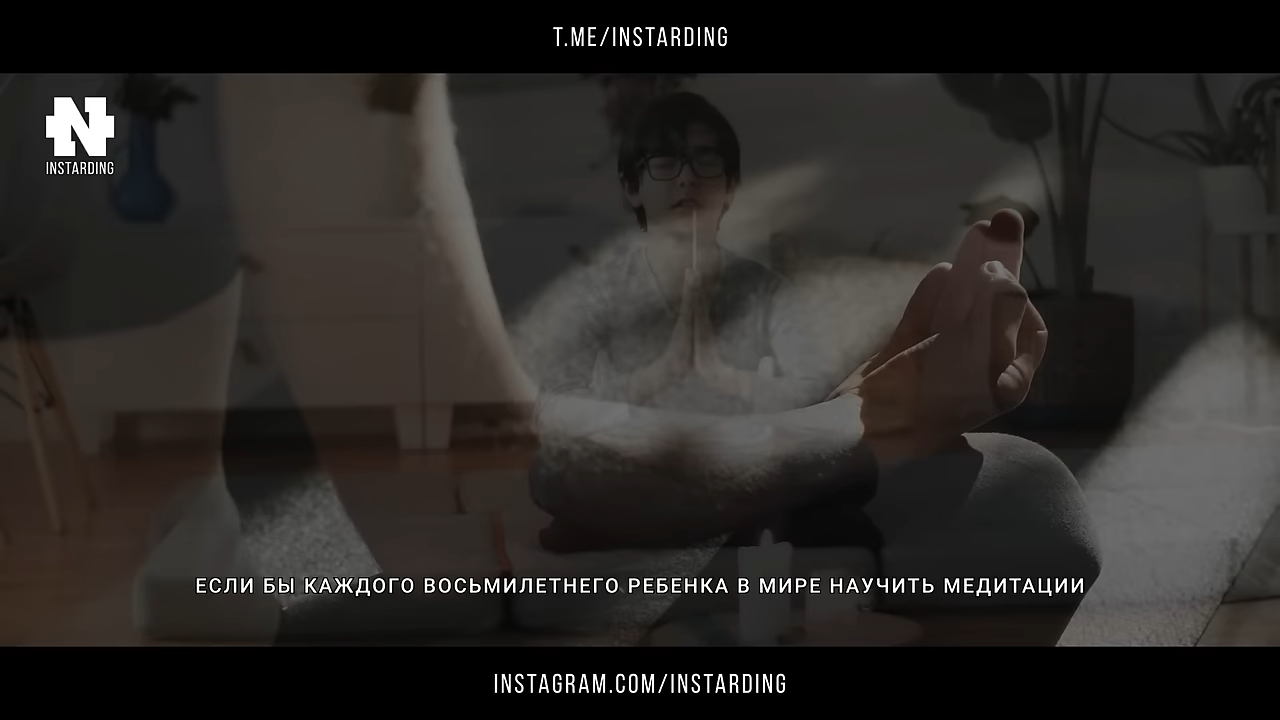 T.ME/INSTARDING
INSTARDING
ЕСЛИ БЫ КАЖДОГО ВОСЬМИЛЕТНЕГО РЕБЕНКА В МИРЕ НАУЧИТЬ МЕДИТАЦИИ
INSTAGRAM.COM/INSTARDING